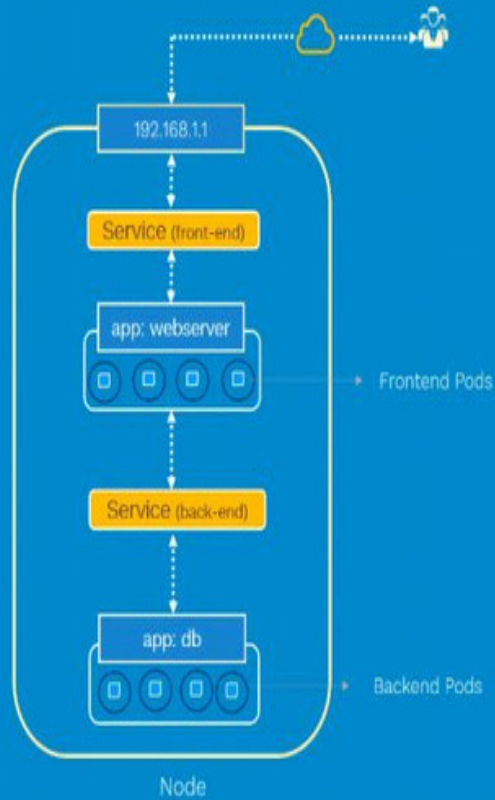 192.168.1.1
Service (front-end)
app: webserver
Frontend Pods
Service (back-end)
app: db
Backend Pods
Node